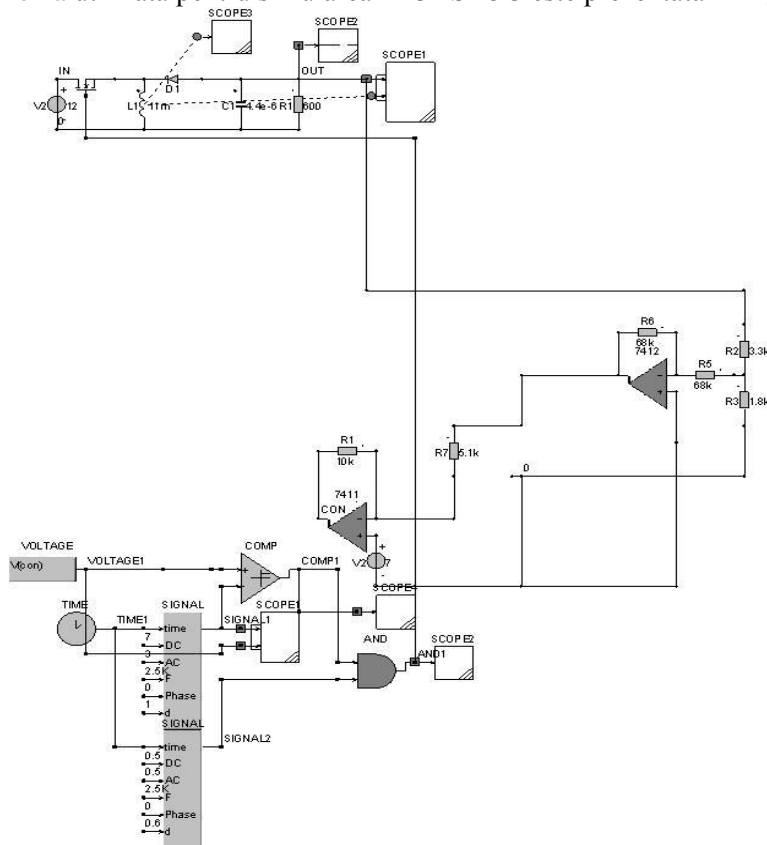 SCOPE3
SCOPE2
SCOPE1
IN
OUT
D1
V2
12
0
L1
11m
C1
4.4e-6
R1
600
R6
68k
7412
R5
68k
R2
3.3k
R3
1.8k
R1
10k
R7
5.1k
0
7411
CON
V2
7
VOLTAGE
V(con)
VOLTAGE1
COMP
COMP1
TIME
TIME1
SIGNAL
time
7
DC
3
AC
2.5K
F
0
Phase
1
d
SIGNAL1
SCOPE1
AND
AND1
SCOPE2
SIGNAL
time
0.5
DC
0.5
AC
2.5K
F
0
Phase
0.6
d
SIGNAL2